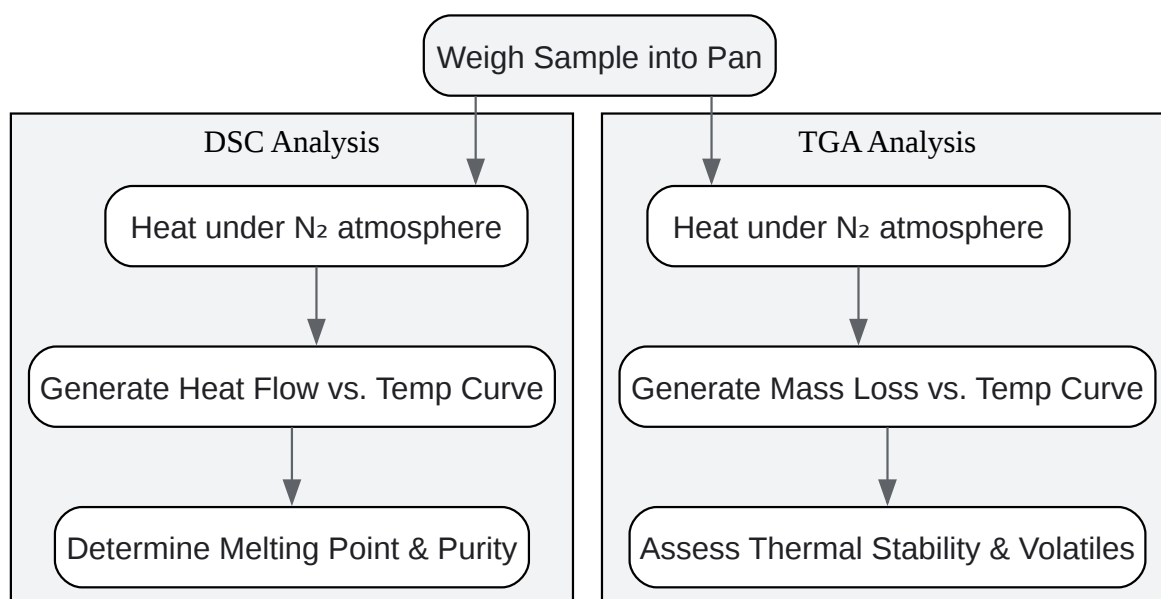 Weigh Sample into Pan
DSC Analysis
Heat under N₂ atmosphere
Generate Heat Flow vs. Temp Curve
Determine Melting Point & Purity
TGA Analysis
Heat under N₂ atmosphere
Generate Mass Loss vs. Temp Curve
Assess Thermal Stability & Volatiles